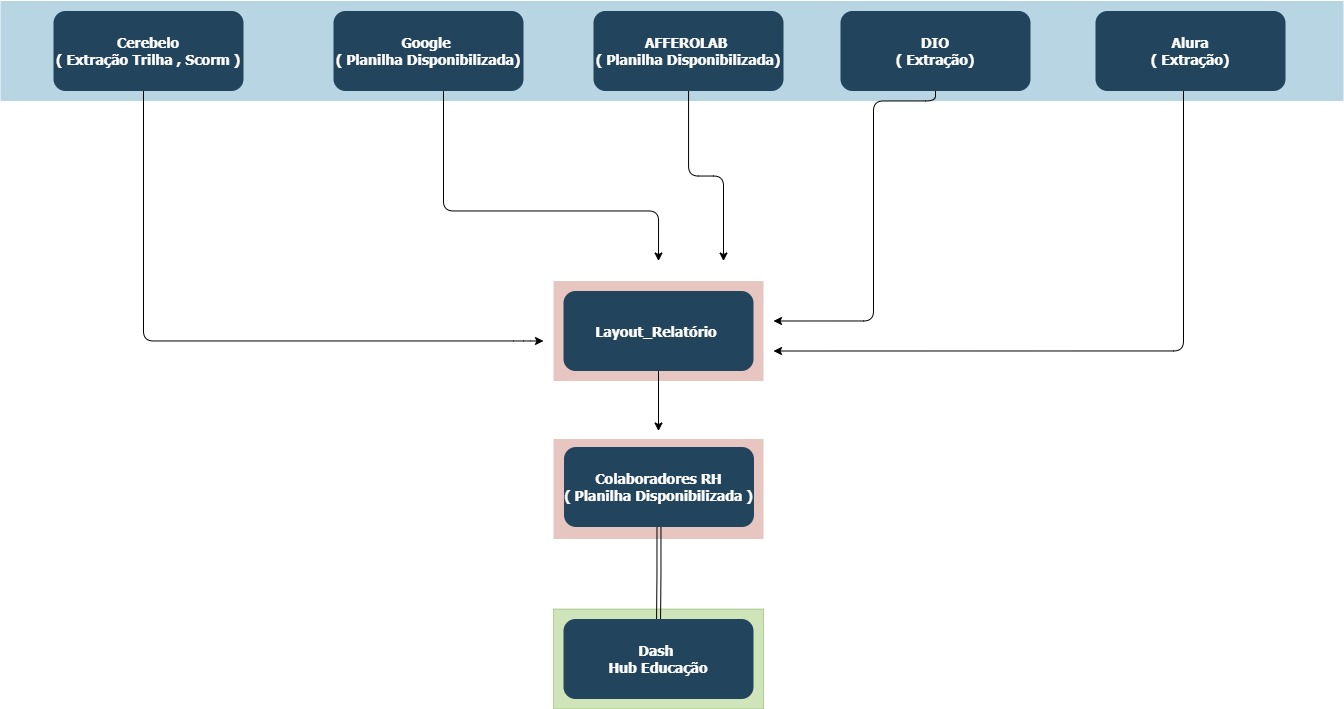 Cerebelo
( Extração Trilha , Scorm )
Google
( Planilha Disponibilizada)
AFFEROLAB
( Planilha Disponibilizada)
DIO
( Extração)
Alura
( Extração)
Layout_Relatório
Colaboradores RH
( Planilha Disponibilizada )
Dash
Hub Educação